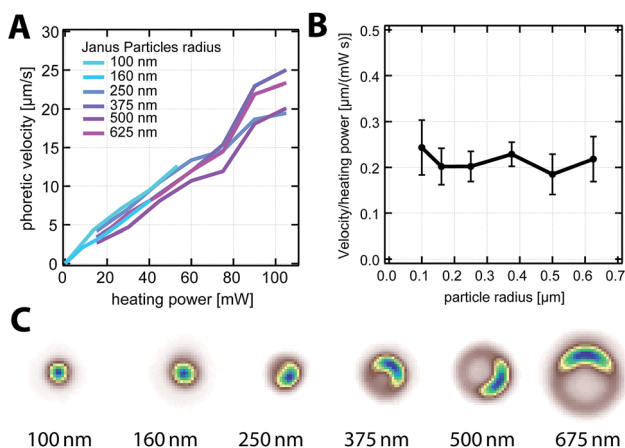 A
phoretic velocity [µm/s]
30
25
20
15
10
5
0
Janus Particles radius
100 nm
160 nm
250 nm
375 nm
500 nm
625 nm
0 20 40 60 80 100
heating power [mW]
B
Velocity/heating power [µm/(mW s)]
0.5
0.4
0.3
0.2
0.1
0.0
0.0 0.1 0.2 0.3 0.4 0.5 0.6 0.7
particle radius [µm]
C
100 nm 160 nm 250 nm 375 nm 500 nm 675 nm